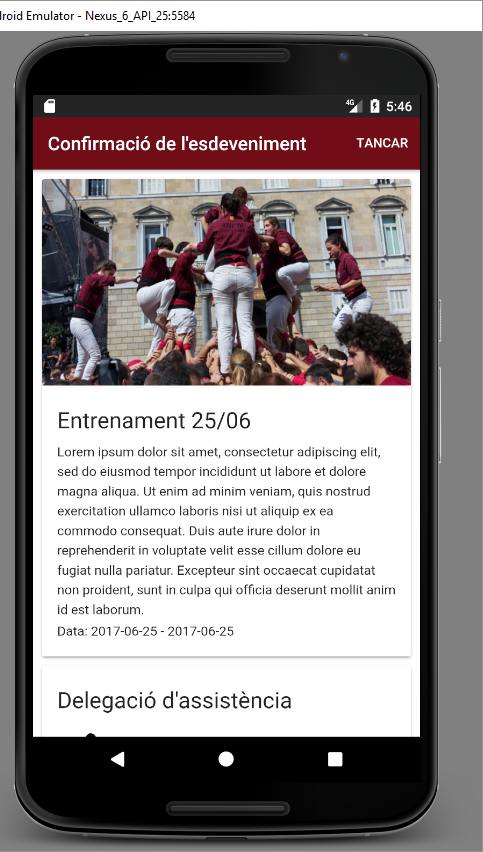 droid Emulator - Nexus_6_API_25:5584
4G
5:46
Confirmació de l'esdeveniment
TANCAR
Entrenament 25/06
Lorem ipsum dolor sit amet, consectetur adipiscing elit,
sed do eiusmod tempor incididunt ut labore et dolore
magna aliqua. Ut enim ad minim veniam, quis nostrud
exercitation ullamco laboris nisi ut aliquip ex ea
commodo consequat. Duis aute irure dolor in
reprehenderit in voluptate velit esse cillum dolore eu
fugiat nulla pariatur. Excepteur sint occaecat cupidatat
non proident, sunt in culpa qui officia deserunt mollit anim
id est laborum.
Data: 2017-06-25 - 2017-06-25
Delegació d'assistència